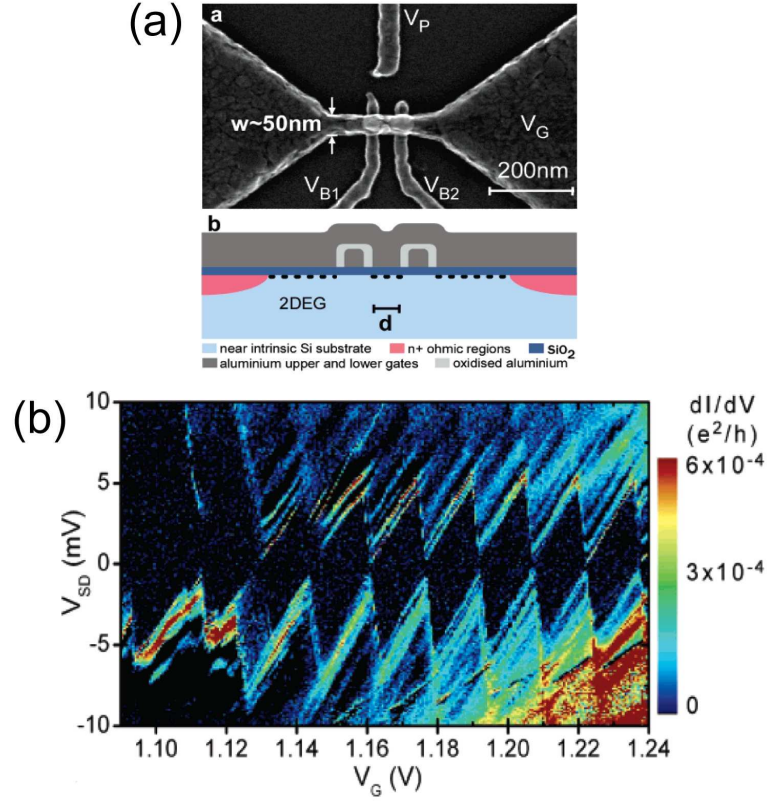 (a)
a
V_P
w~50nm
V_G
200nm
V_B1
V_B2
b
2DEG
d
near intrinsic Si substrate
n+ ohmic regions
SiO₂
aluminium upper and lower gates
oxidised aluminium
(b)
dI/dV
(e²/h)
10
5
0
-5
-10
V_SD (mV)
6x10⁻⁴
3x10⁻⁴
0
1.10 1.12 1.14 1.16 1.18 1.20 1.22 1.24
V_G (V)